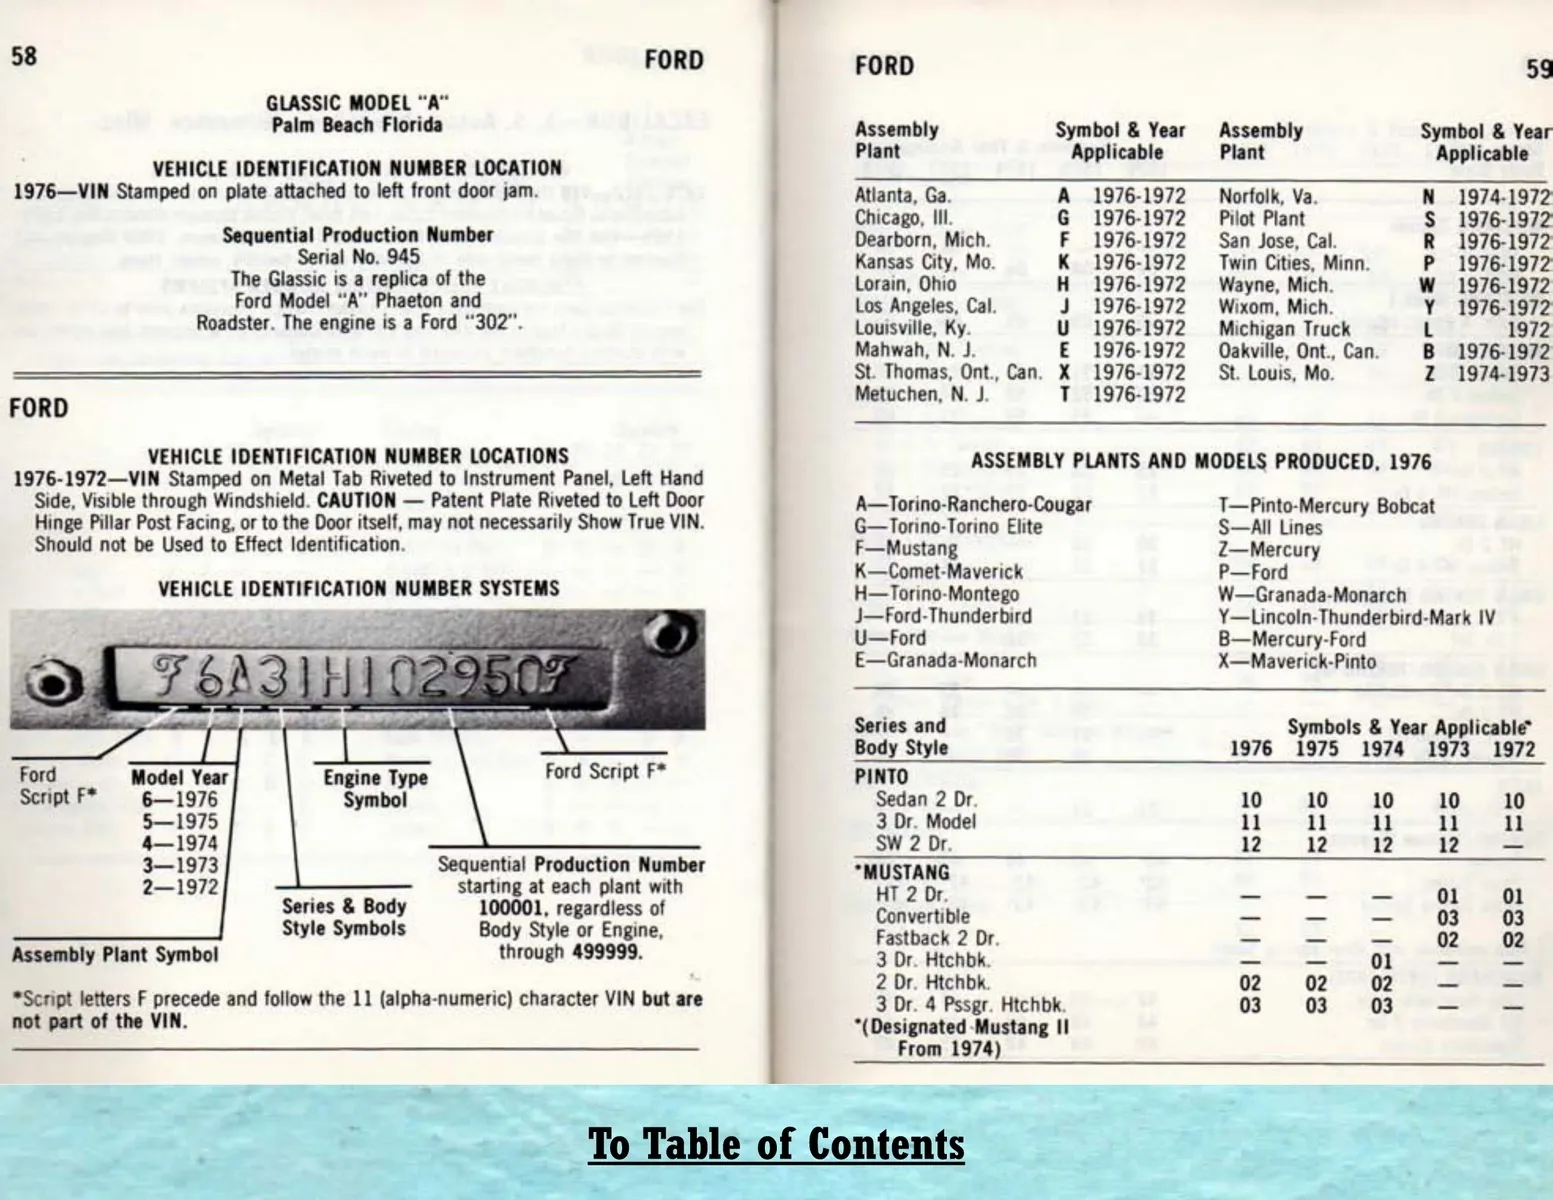 58
FORD
GLASSIC MODEL "A"
Palm Beach Florida
VEHICLE IDENTIFICATION NUMBER LOCATION
1976—VIN Stamped on plate attached to left front door jam.
Sequential Production Number
Serial No. 945
The Glassic is a replica of the
Ford Model "A" Phaeton and
Roadster. The engine is a Ford "302".
FORD
VEHICLE IDENTIFICATION NUMBER LOCATIONS
1976-1972—VIN Stamped on Metal Tab Riveted to Instrument Panel, Left Hand
Side, Visible through Windshield. CAUTION — Patent Plate Riveted to Left Door
Hinge Pillar Post Facing, or to the Door itself, may not necessarily Show True VIN.
Should not be Used to Effect Identification.
VEHICLE IDENTIFICATION NUMBER SYSTEMS
F6A31H102950F
Ford
Script F*
Model Year
6—1976
5—1975
4—1974
3—1973
2—1972
Engine Type
Symbol
Ford Script F*
Assembly Plant Symbol
Series & Body
Style Symbols
Sequential Production Number
starting at each plant with
100001, regardless of
Body Style or Engine,
through 499999.
*Script letters F precede and follow the 11 (alpha-numeric) character VIN but are
not part of the VIN.
FORD
59
Assembly Symbol & Year Assembly Symbol & Year
Plant Applicable Plant Applicable
Atlanta, Ga. A 1976-1972 Norfolk, Va. N 1974-1972
Chicago, Ill. G 1976-1972 Pilot Plant S 1976-1972
Dearborn, Mich. F 1976-1972 San Jose, Cal. R 1976-1972
Kansas City, Mo. K 1976-1972 Twin Cities, Minn. P 1976-1972
Lorain, Ohio H 1976-1972 Wayne, Mich. W 1976-1972
Los Angeles, Cal. J 1976-1972 Wixom, Mich. Y 1976-1972
Louisville, Ky. U 1976-1972 Michigan Truck L 1972
Mahwah, N. J. E 1976-1972 Oakville, Ont., Can. B 1976-1972
St. Thomas, Ont., Can. X 1976-1972 St. Louis, Mo. Z 1974-1973
Metuchen, N. J. T 1976-1972
ASSEMBLY PLANTS AND MODELS PRODUCED, 1976
A—Torino-Ranchero-Cougar T—Pinto-Mercury Bobcat
G—Torino-Torino Elite S—All Lines
F—Mustang Z—Mercury
K—Comet-Maverick P—Ford
H—Torino-Montego W—Granada-Monarch
J—Ford-Thunderbird Y—Lincoln-Thunderbird-Mark IV
U—Ford B—Mercury-Ford
E—Granada-Monarch X—Maverick-Pinto
Series and Symbols & Year Applicable*
Body Style 1976 1975 1974 1973 1972
PINTO
Sedan 2 Dr. 10 10 10 10 10
3 Dr. Model 11 11 11 11 11
SW 2 Dr. 12 12 12 12 —
*MUSTANG
HT 2 Dr. — — — 01 01
Convertible — — — 03 03
Fastback 2 Dr. — — — 02 02
3 Dr. Htchbk. — — 01 — —
2 Dr. Htchbk. 02 02 02 — —
3 Dr. 4 Pssgr. Htchbk. 03 03 03 — —
*(Designated Mustang II
From 1974)
To Table of Contents